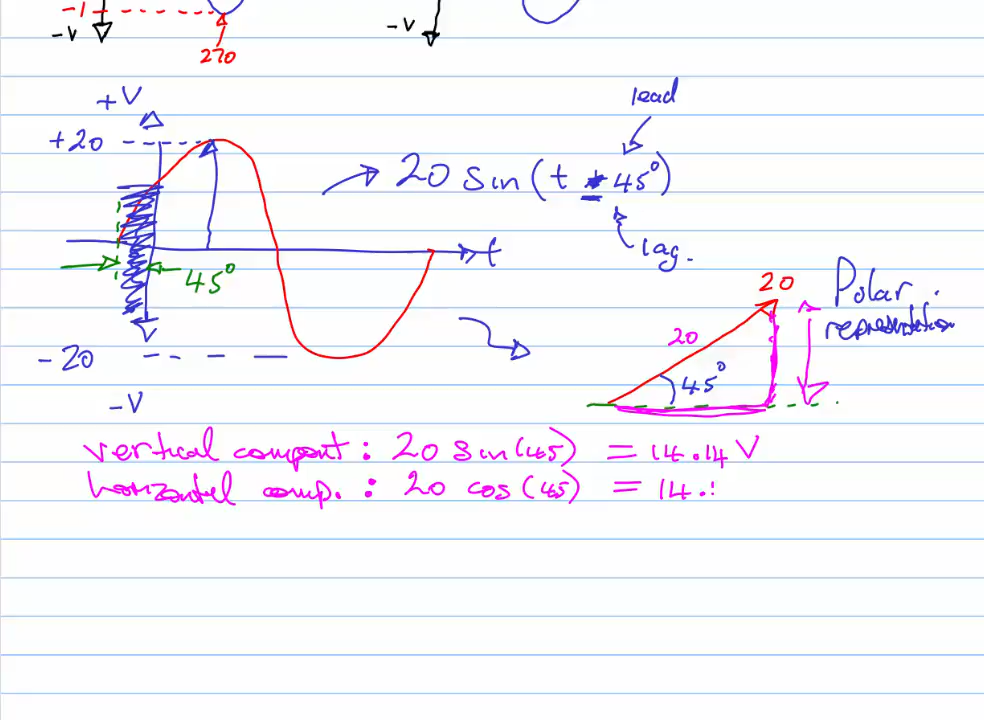 -1
-V
-V
270
+V
lead
+20
20 sin(t + 45°)
t
lag.
45°
20
Polar
representation
20
45°
-20
-V
vertical compont : 20 sin(45) = 14.14 V
horizontal comp. : 20 cos(45) = 14.